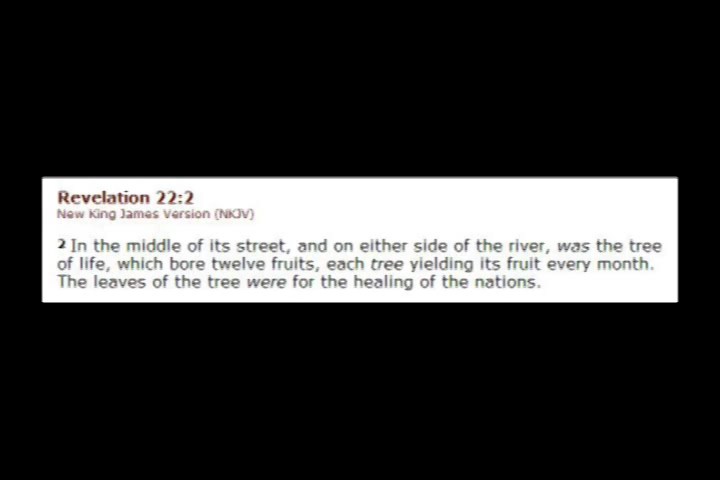 Revelation 22:2
New King James Version (NKJV)
2 In the middle of its street, and on either side of the river, was the tree
of life, which bore twelve fruits, each tree yielding its fruit every month.
The leaves of the tree were for the healing of the nations.